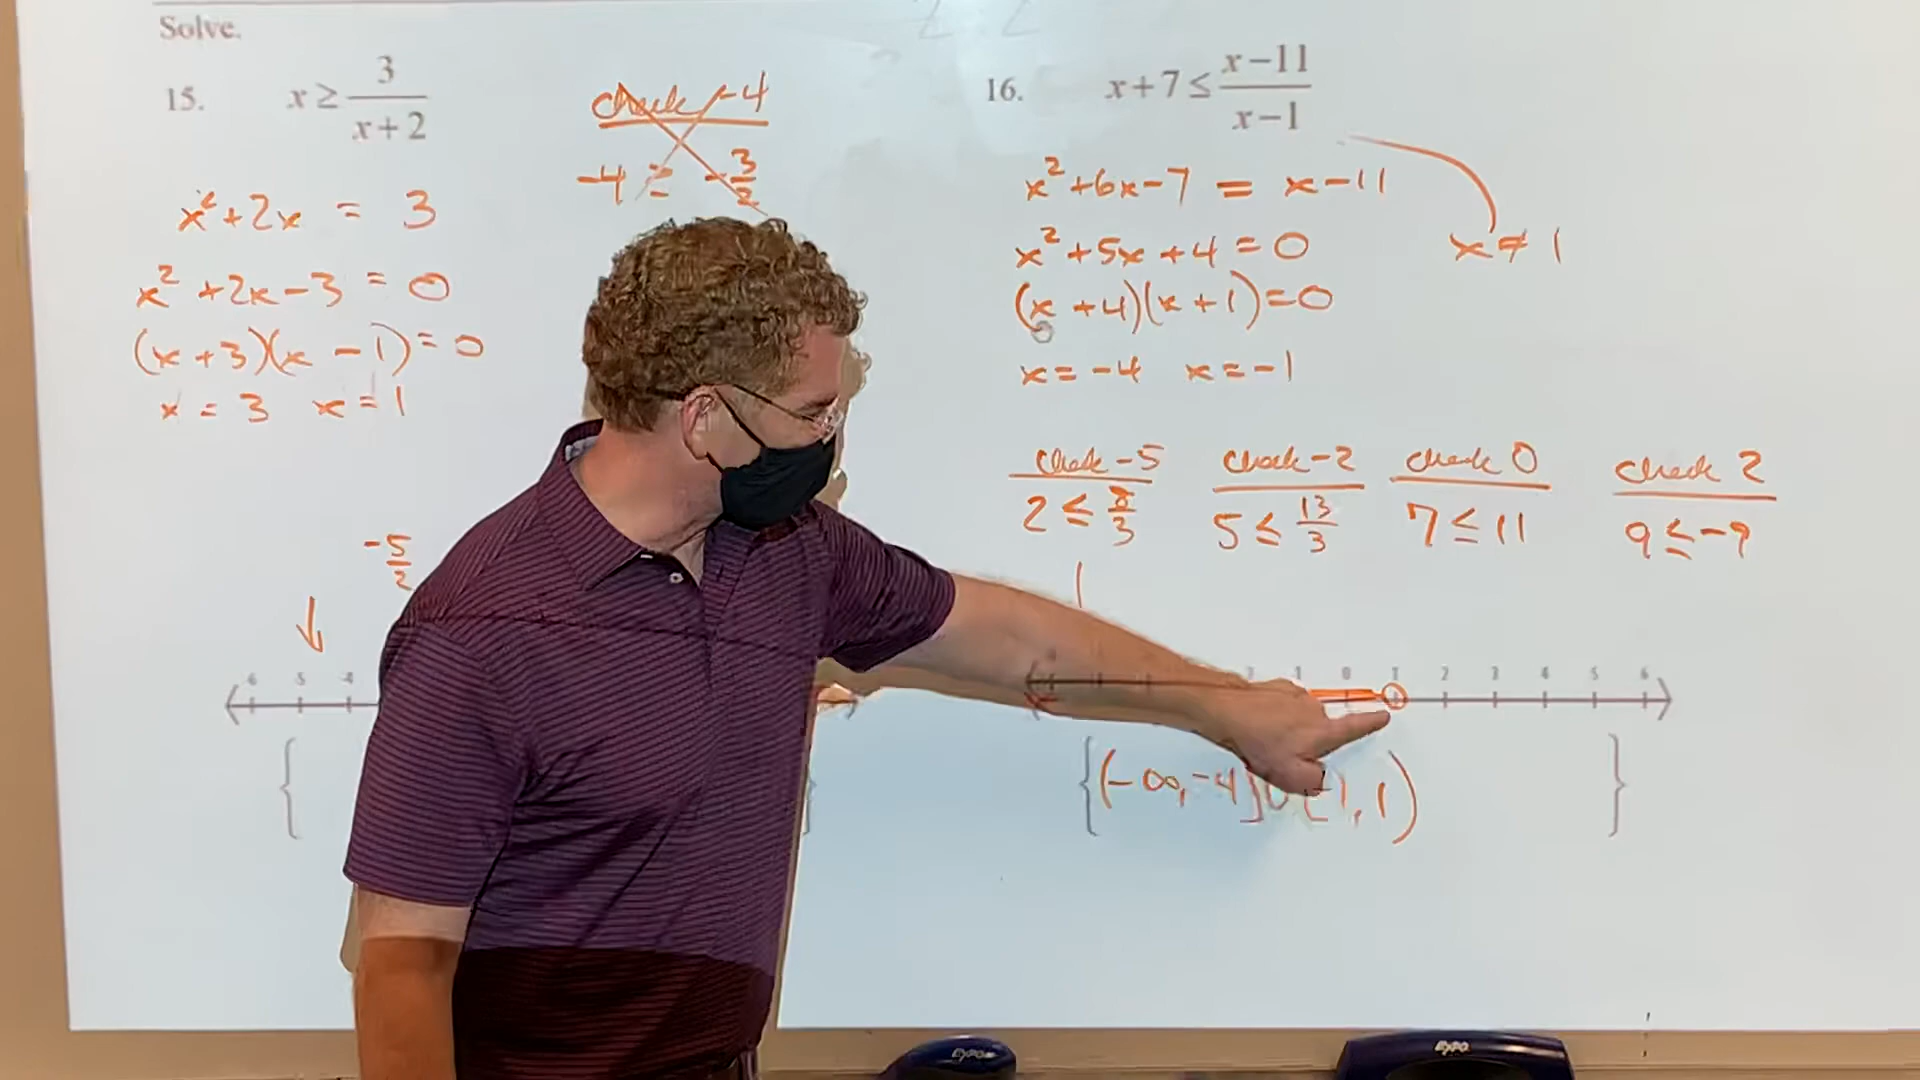 Solve.
15. x ≥ 3/(x+2)
check -4
-4 ≥ -3/2
x² + 2x = 3
x² + 2x - 3 = 0
(x + 3)(x - 1) = 0
x = 3 x = 1
-5/2
-6 -5 -4
{ }
16. x + 7 ≤ (x-11)/(x-1)
x² + 6x - 7 = x - 11
x² + 5x + 4 = 0
x ≠ 1
(x + 4)(x + 1) = 0
x = -4 x = -1
check -5 check -2 check 0 check 2
2 ≤ 8/3 5 ≤ 13/3 7 ≤ 11 9 ≤ -9
0 1 2 3 4 5 6
{ (-∞, -4] ∪ [-1, 1) }
expo
expo